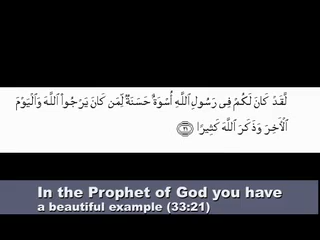 لَّقَدْ كَانَ لَكُمْ فِى رَسُولِ ٱللَّهِ أُسْوَةٌ حَسَنَةٌ لِّمَن كَانَ يَرْجُوا۟ ٱللَّهَ وَٱلْيَوْمَ
ٱلْـَٔاخِرَ وَذَكَرَ ٱللَّهَ كَثِيرًا ﴿٢١﴾
In the Prophet of God you have
a beautiful example (33:21)